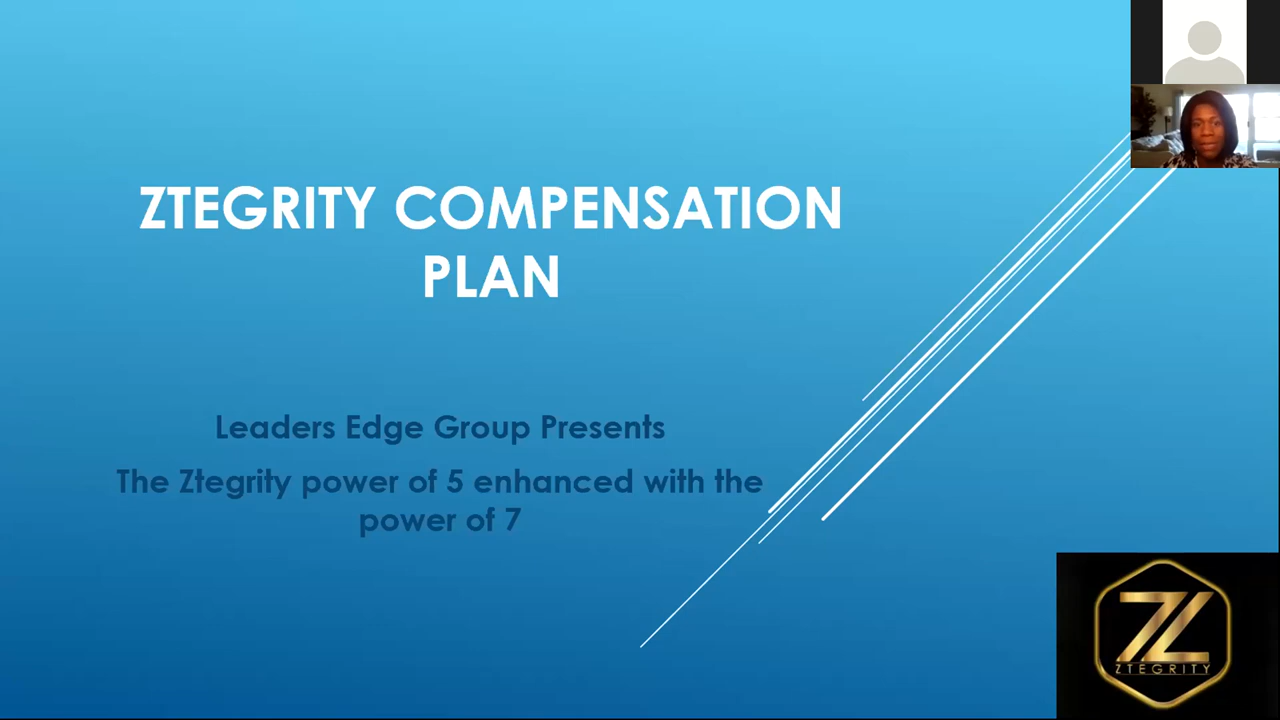 ZTEGRITY COMPENSATION
PLAN
Leaders Edge Group Presents
The Ztegrity power of 5 enhanced with the
power of 7
ZTEGRITY